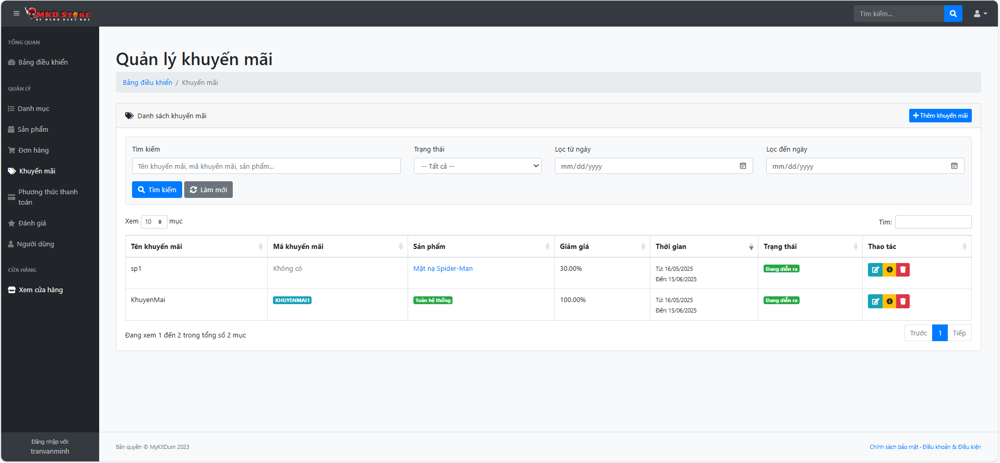 MKD STORE
BY MINH KIET DUC
Tìm kiếm...
TỔNG QUAN
Bảng điều khiển
QUẢN LÝ
Danh mục
Sản phẩm
Đơn hàng
Khuyến mãi
Phương thức thanh
toán
Đánh giá
Người dùng
CỬA HÀNG
Xem cửa hàng
Đăng nhập với:
tranvanminh
Quản lý khuyến mãi
Bảng điều khiển / Khuyến mãi
Danh sách khuyến mãi
Thêm khuyến mãi
Tìm kiếm Trạng thái Lọc từ ngày Lọc đến ngày
Tên khuyến mãi, mã khuyến mãi, sản phẩm... -- Tất cả -- mm/dd/yyyy mm/dd/yyyy
Tìm kiếm Làm mới
Xem 10 mục Tìm:
Tên khuyến mãi Mã khuyến mãi Sản phẩm Giảm giá Thời gian Trạng thái Thao tác
sp1 Không có Mặt nạ Spider-Man 30.00% Từ: 16/05/2025 Đang diễn ra
Đến: 15/06/2025
KhuyenMai KHUYENMAI1 Toàn hệ thống 100.00% Từ: 16/05/2025 Đang diễn ra
Đến: 15/06/2025
Đang xem 1 đến 2 trong tổng số 2 mục
Trước 1 Tiếp
Bản quyền © MyKitDum 2023
Chính sách bảo mật · Điều khoản & Điều kiện